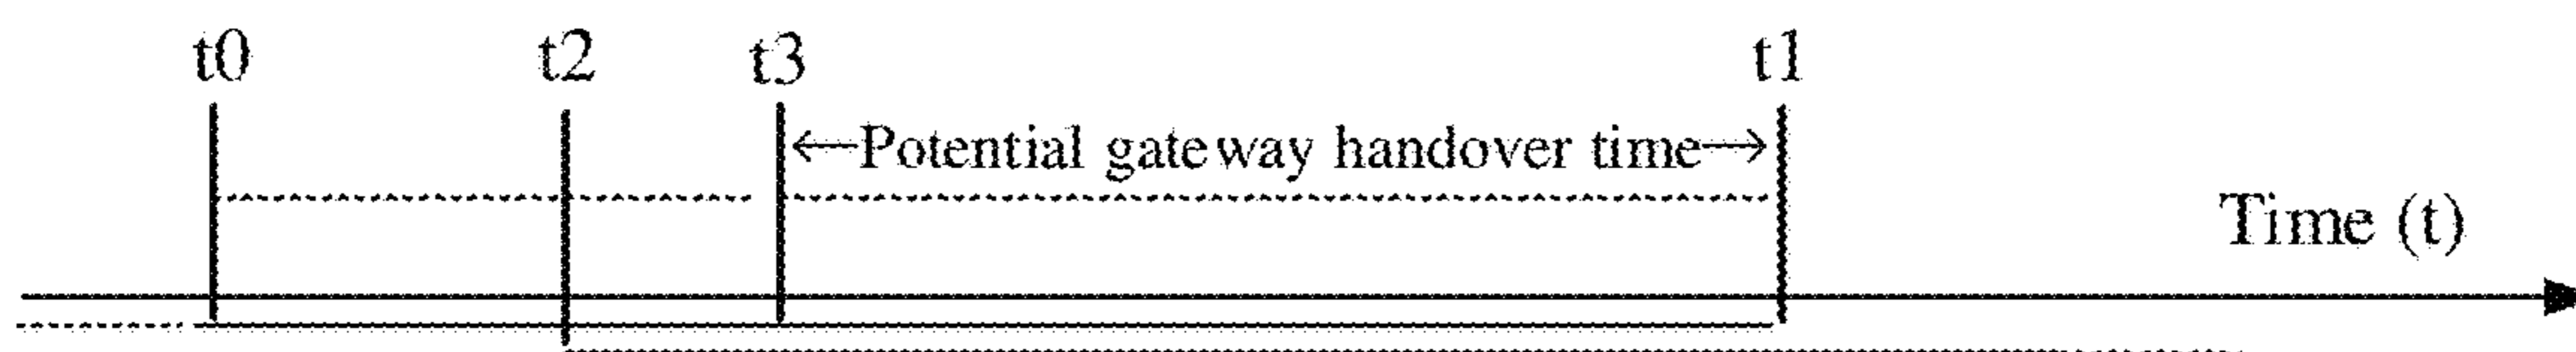 t0 t2 t3 t1
←Potential gateway handover time→
Time (t)